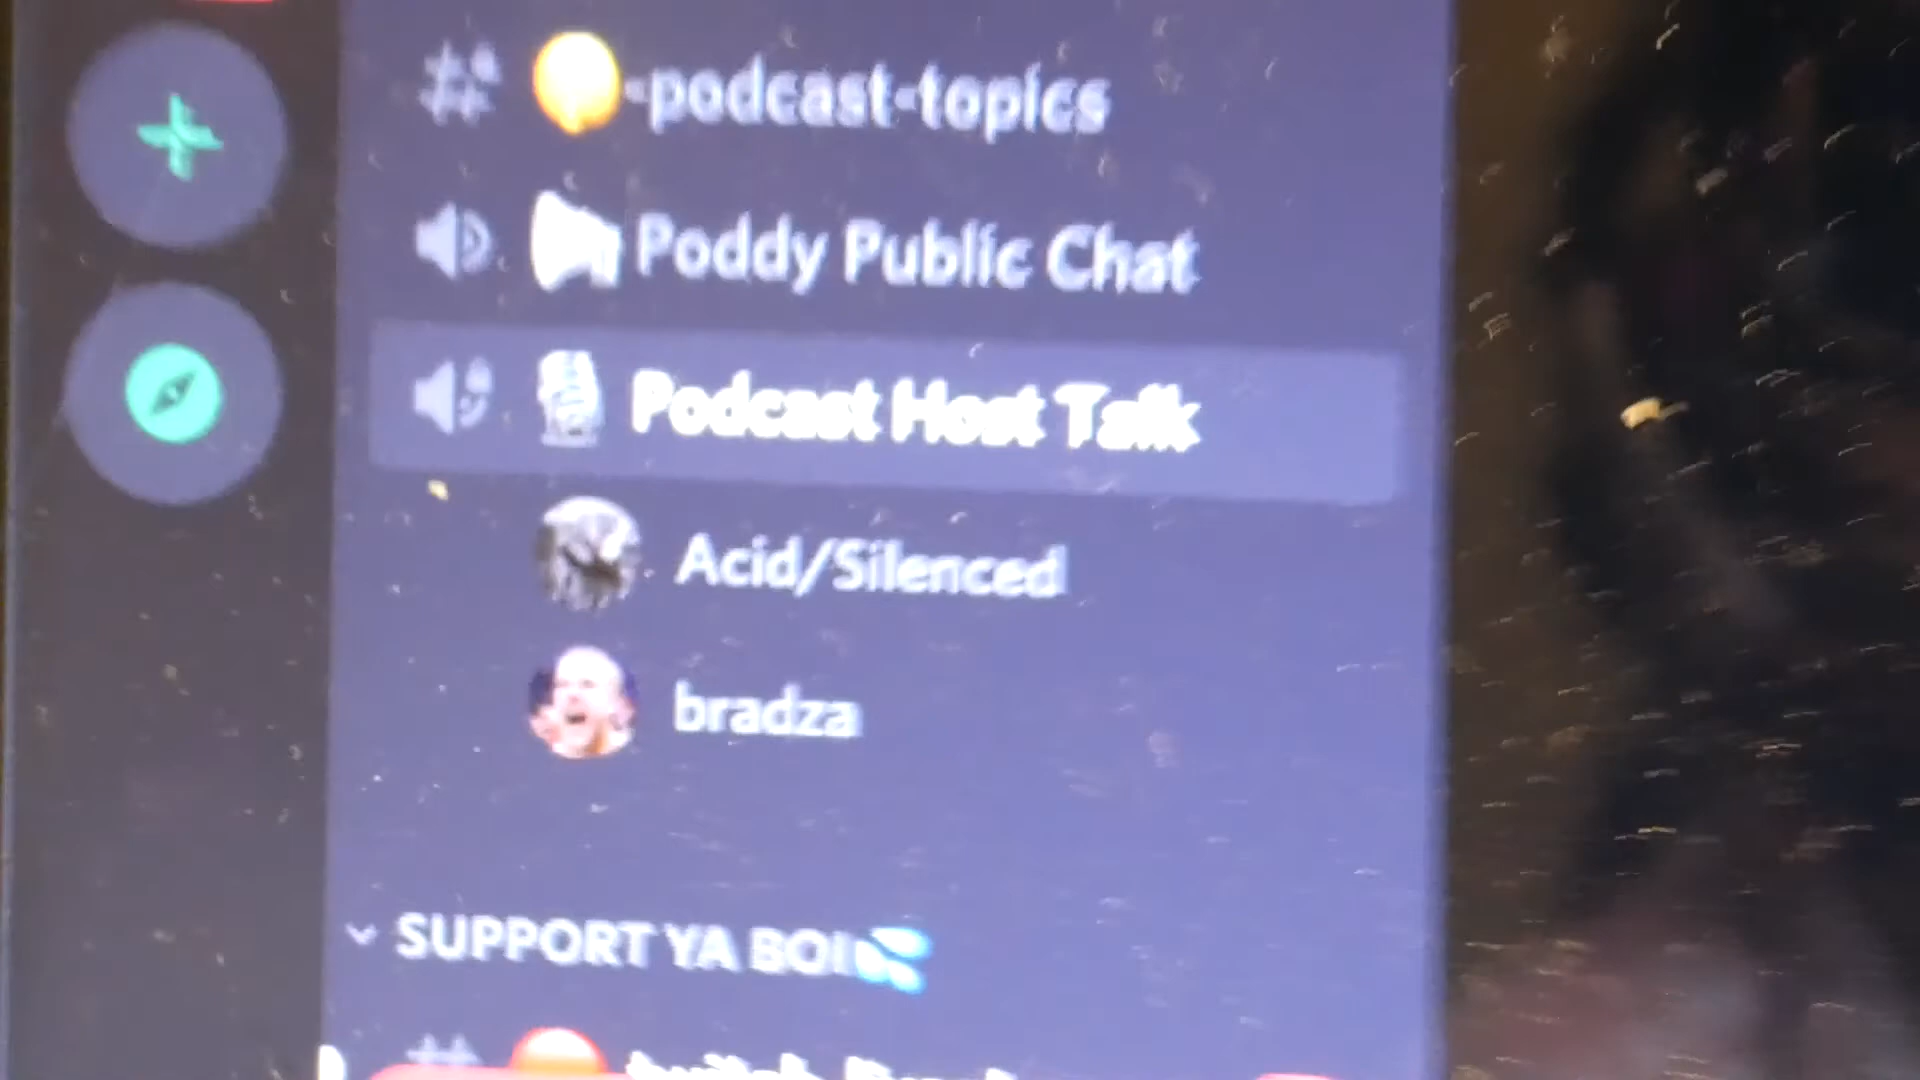 -podcast-topics
Poddy Public Chat
Podcast Host Talk
Acid/Silenced
bradza
SUPPORT YA BOI